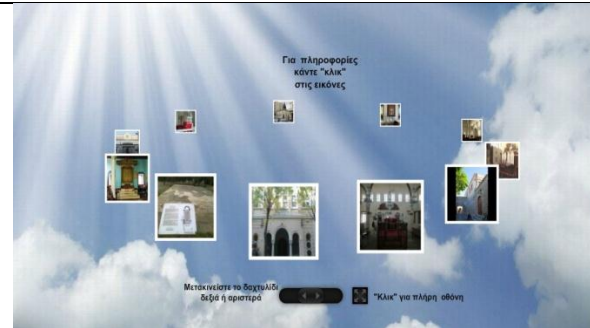 Για πληροφορίες
κάντε "κλικ"
στις εικόνες
Μετακινείστε το δαχτυλίδι
δεξιά ή αριστερά
"Κλικ" για πλήρη οθόνη